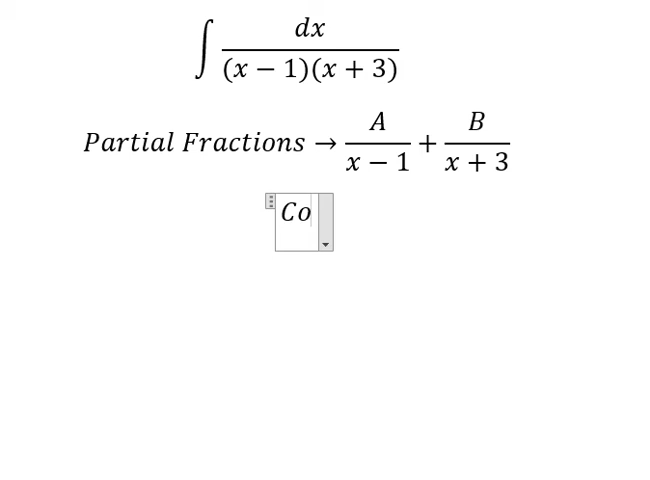 ∫ dx / (x − 1)(x + 3)
Partial Fractions → A / x − 1 + B / x + 3
Co